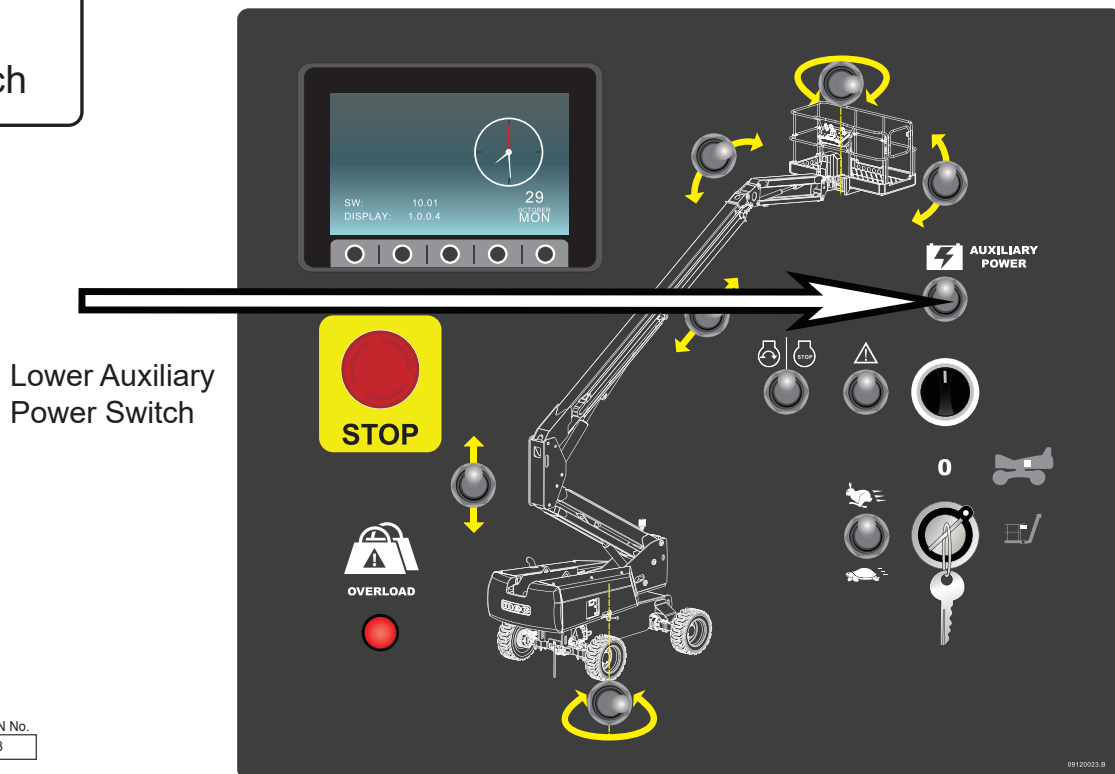 ch
SW: 10.01
DISPLAY: 1.0.0.4
29
OCTOBER
MON
AUXILIARY
POWER
STOP
Lower Auxiliary
Power Switch
STOP
0
OVERLOAD
N No.
3
09120023.B